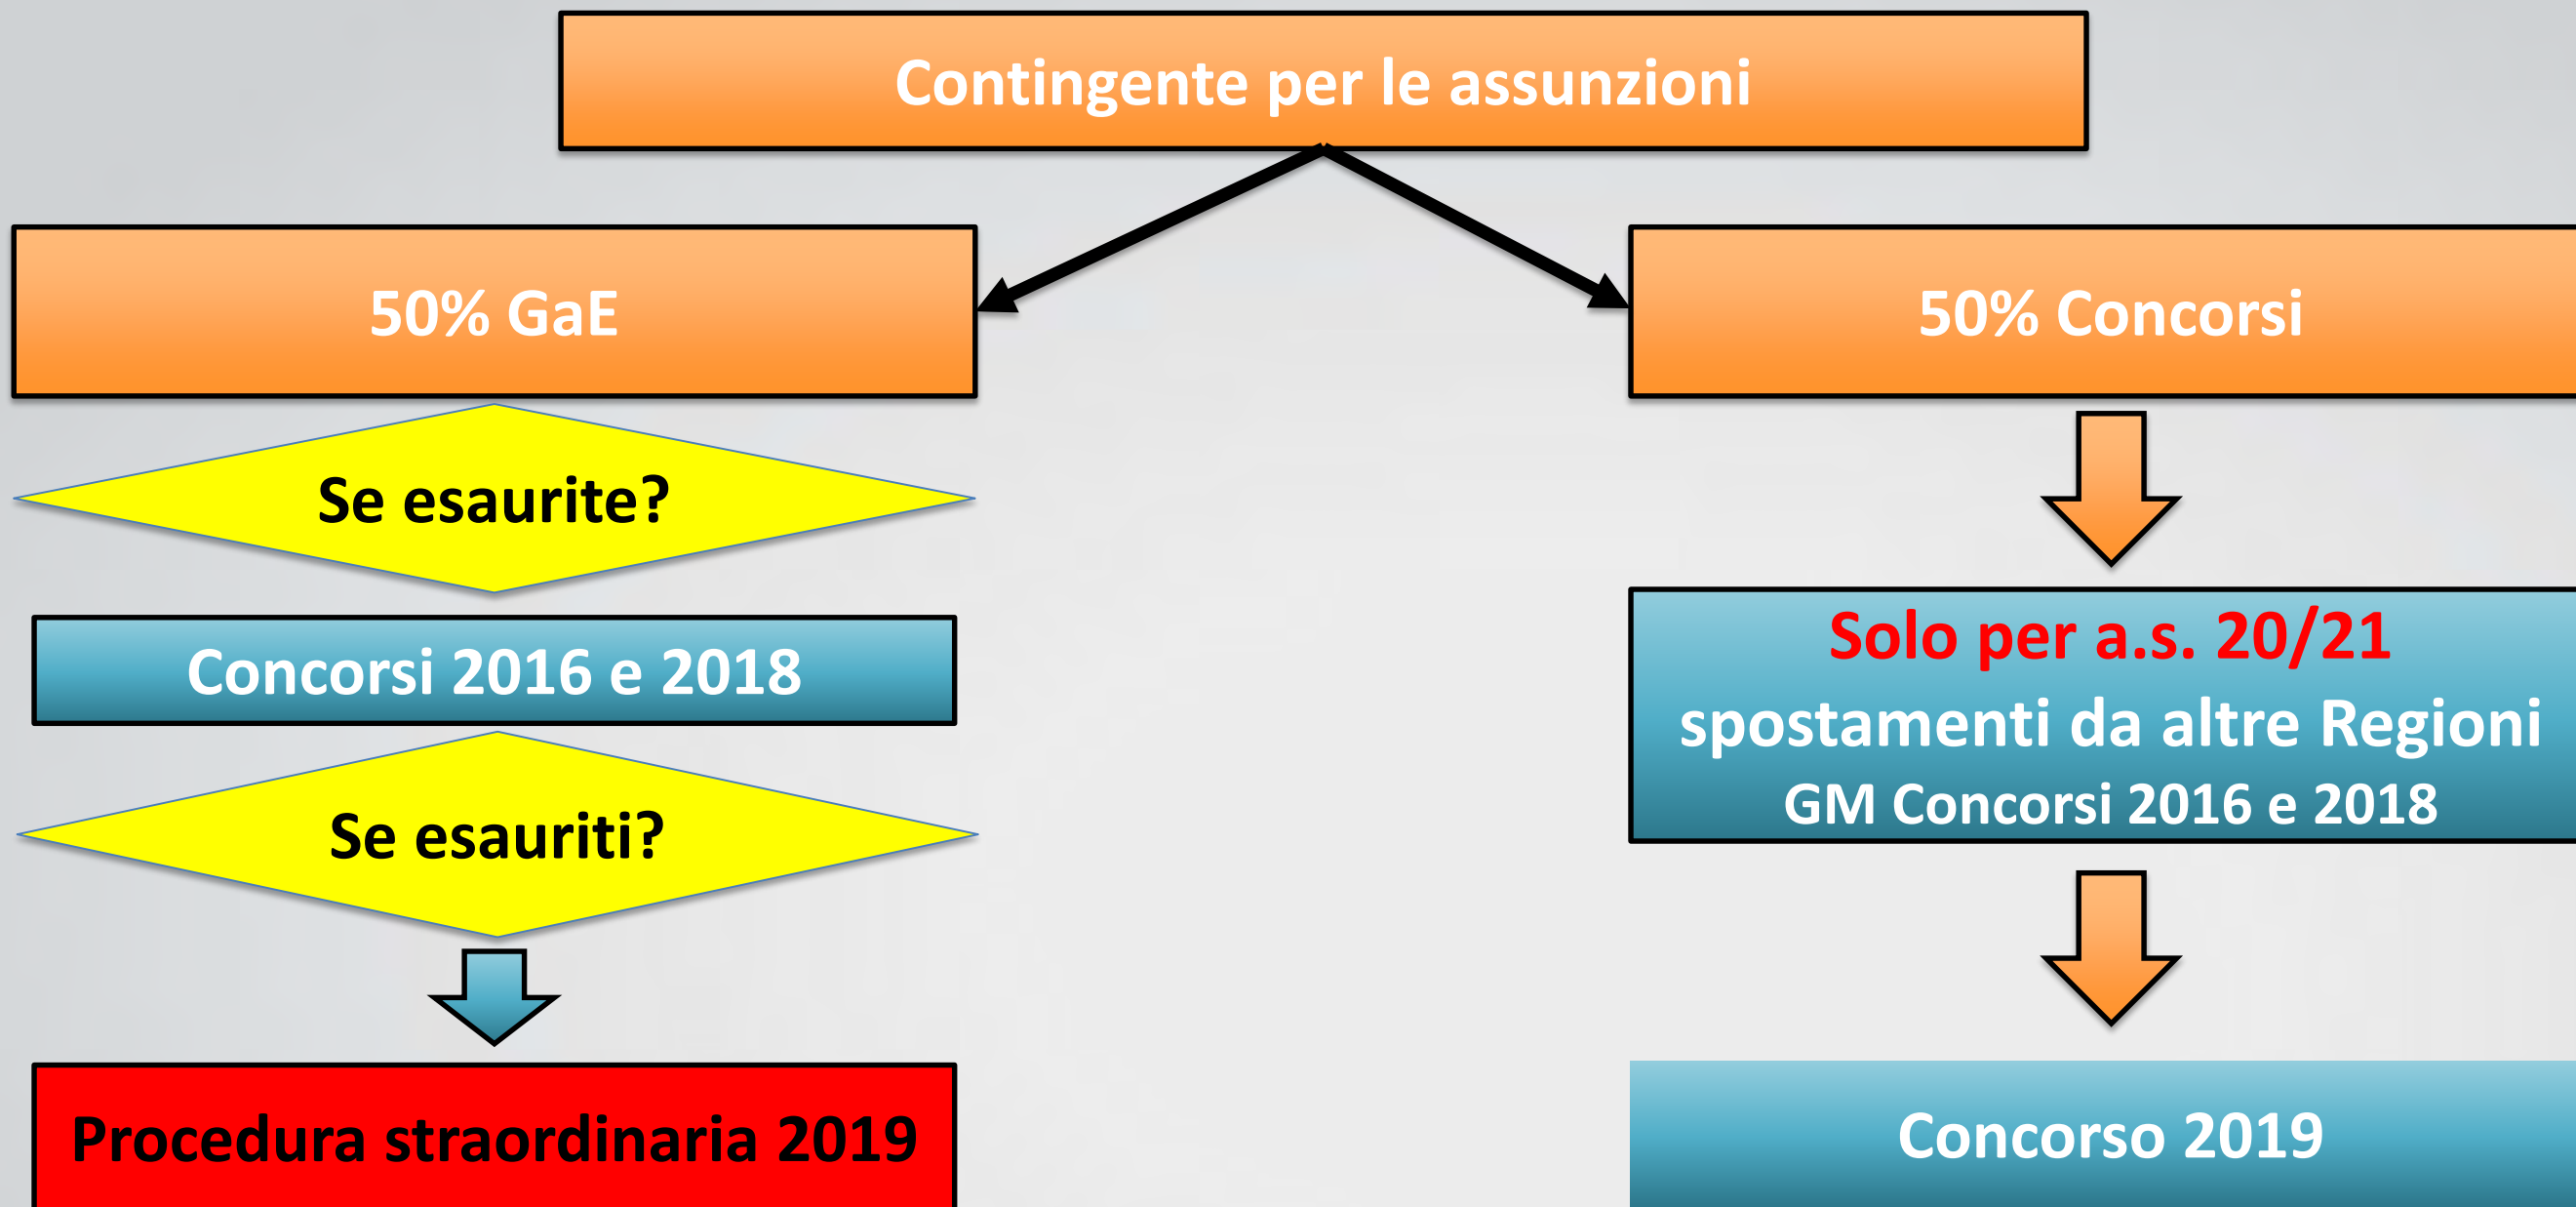 Contingente per le assunzioni
50% GaE
50% Concorsi
Se esaurite?
Concorsi 2016 e 2018
Se esauriti?
Procedura straordinaria 2019
Solo per a.s. 20/21
spostamenti da altre Regioni
GM Concorsi 2016 e 2018
Concorso 2019